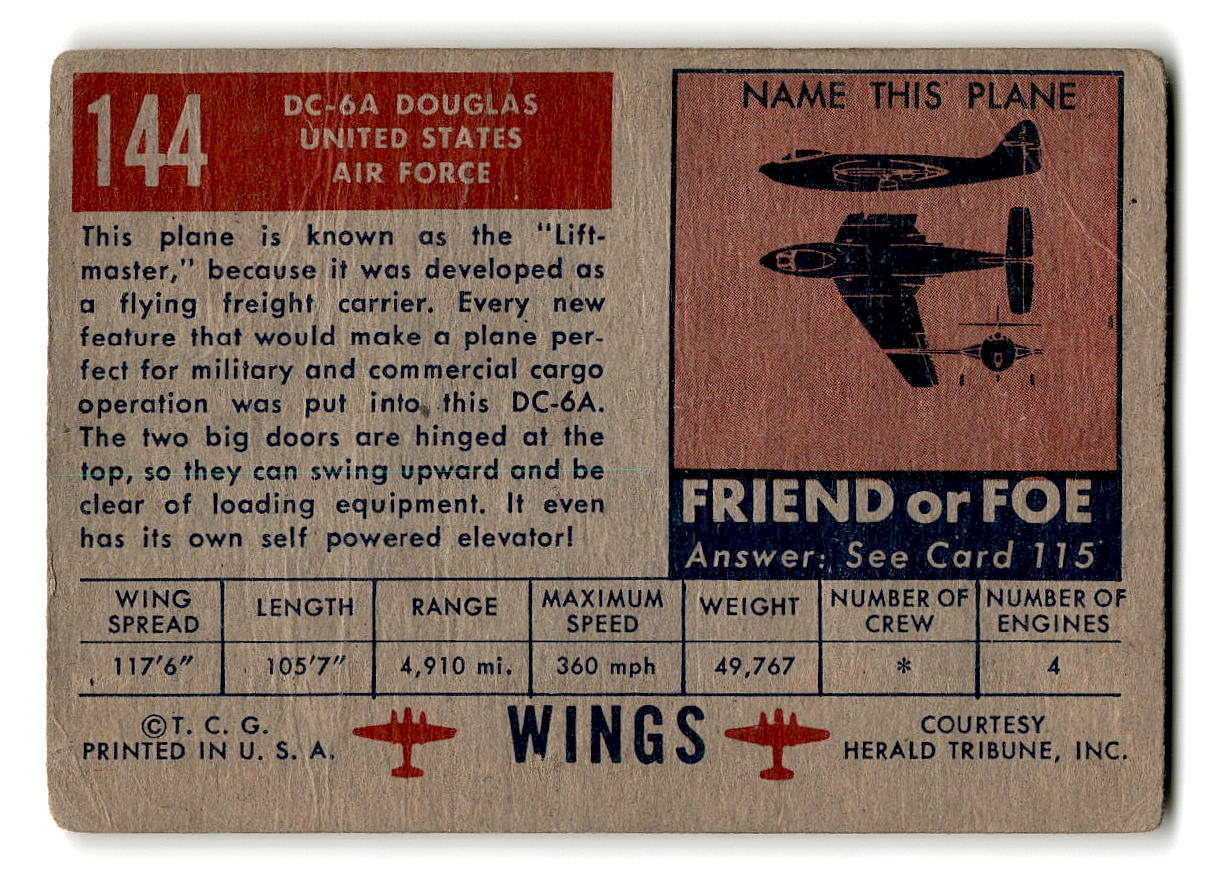 144
DC-6A DOUGLAS
UNITED STATES
AIR FORCE
This plane is known as the "Lift-
master," because it was developed as
a flying freight carrier. Every new
feature that would make a plane per-
fect for military and commercial cargo
operation was put into this DC-6A.
The two big doors are hinged at the
top, so they can swing upward and be
clear of loading equipment. It even
has its own self powered elevator!
NAME THIS PLANE
FRIEND or FOE
Answer: See Card 115
WING SPREAD
LENGTH
RANGE
MAXIMUM SPEED
WEIGHT
NUMBER OF CREW
NUMBER OF ENGINES
117'6" 105'7" 4,910 mi. 360 mph 49,767 * 4
©T. C. G.
PRINTED IN U. S. A.
WINGS
COURTESY
HERALD TRIBUNE, INC.